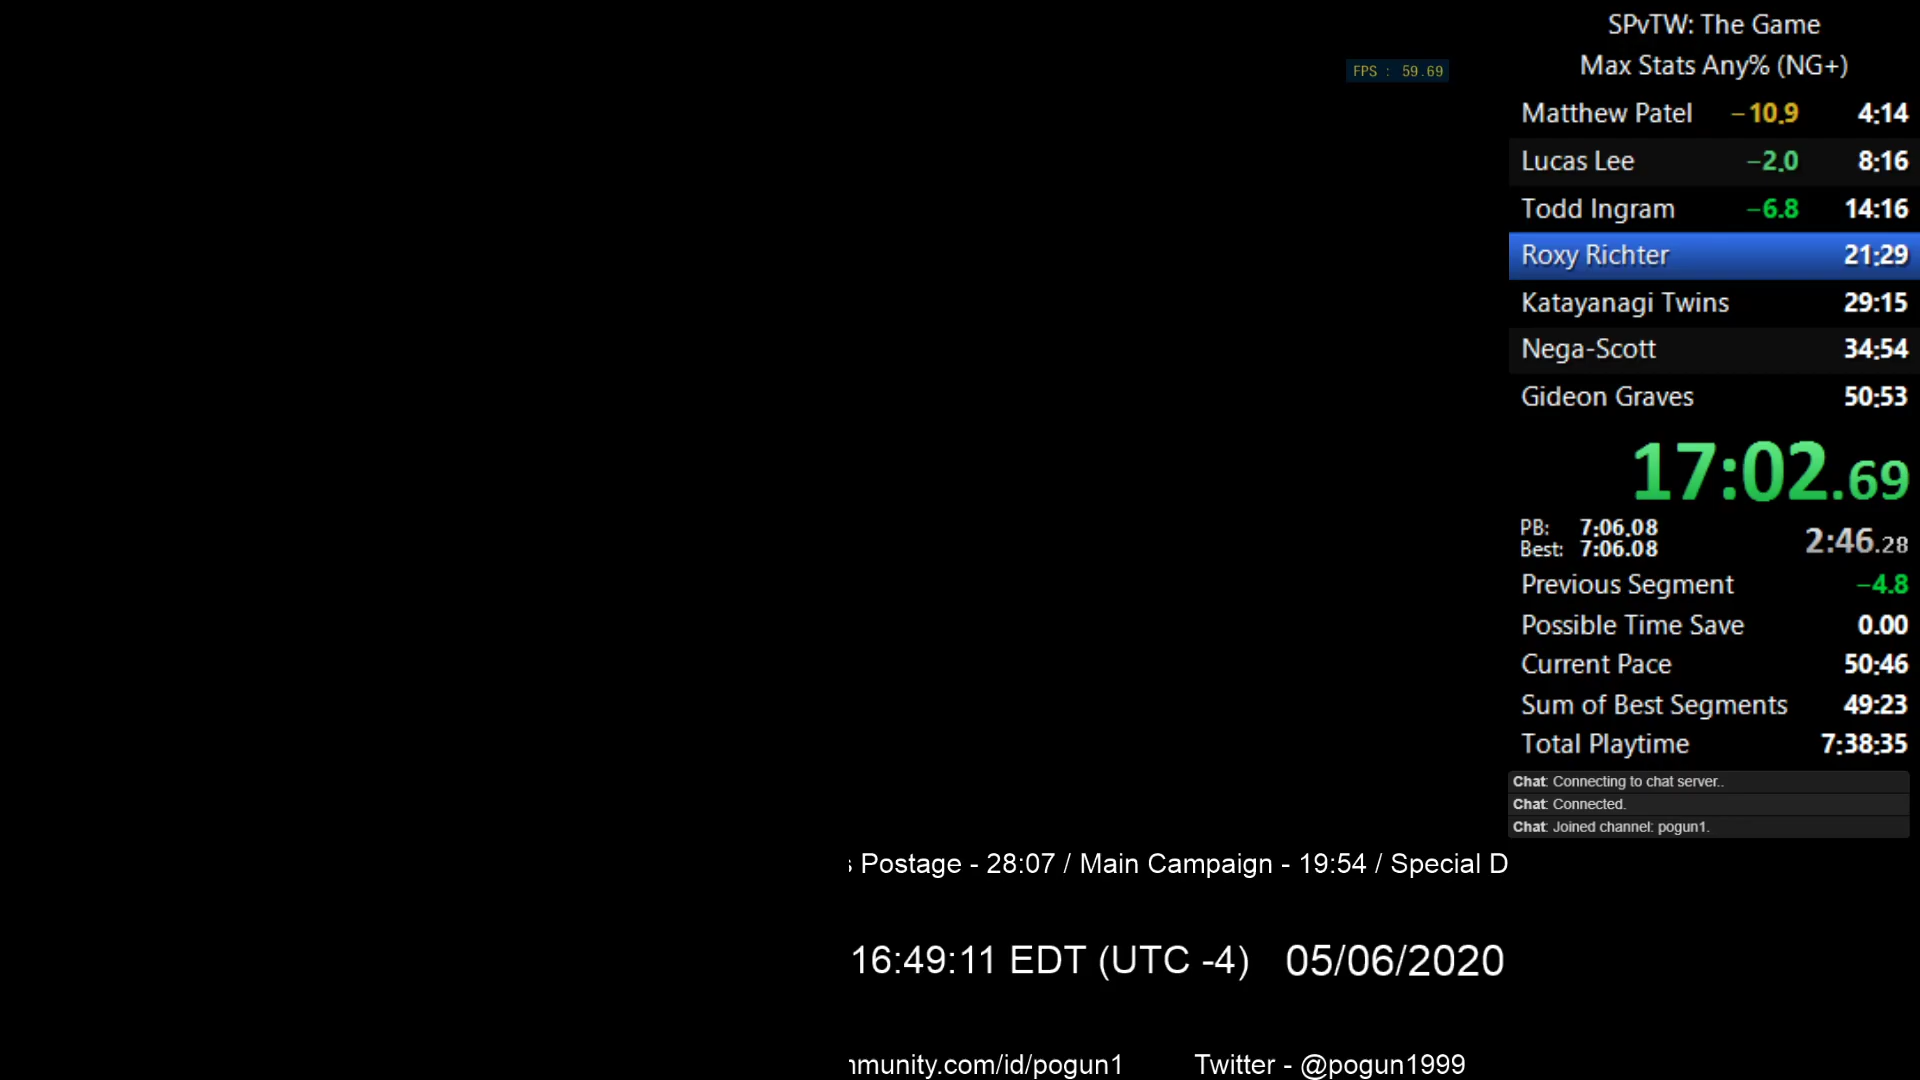 SPvTW: The Game
Max Stats Any% (NG+)
FPS : 59.69
Matthew Patel −10.9 4:14
Lucas Lee −2.0 8:16
Todd Ingram −6.8 14:16
Roxy Richter 21:29
Katayanagi Twins 29:15
Nega-Scott 34:54
Gideon Graves 50:53
17:02.69
PB: 7:06.08
Best: 7:06.08
2:46.28
Previous Segment −4.8
Possible Time Save 0.00
Current Pace 50:46
Sum of Best Segments 49:23
Total Playtime 7:38:35
Chat: Connecting to chat server..
Chat: Connected.
Chat: Joined channel: pogun1.
s Postage - 28:07 / Main Campaign - 19:54 / Special D
16:49:11 EDT (UTC -4) 05/06/2020
mmunity.com/id/pogun1 Twitter - @pogun1999